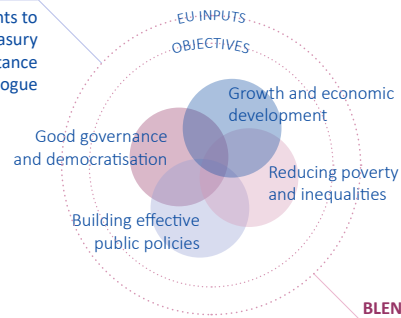 nts to
asury
tance
ogue
EU INPUTS
OBJECTIVES
Growth and economic
development
Good governance
and democratisation
Reducing poverty
and inequalities
Building effective
public policies
BLEN